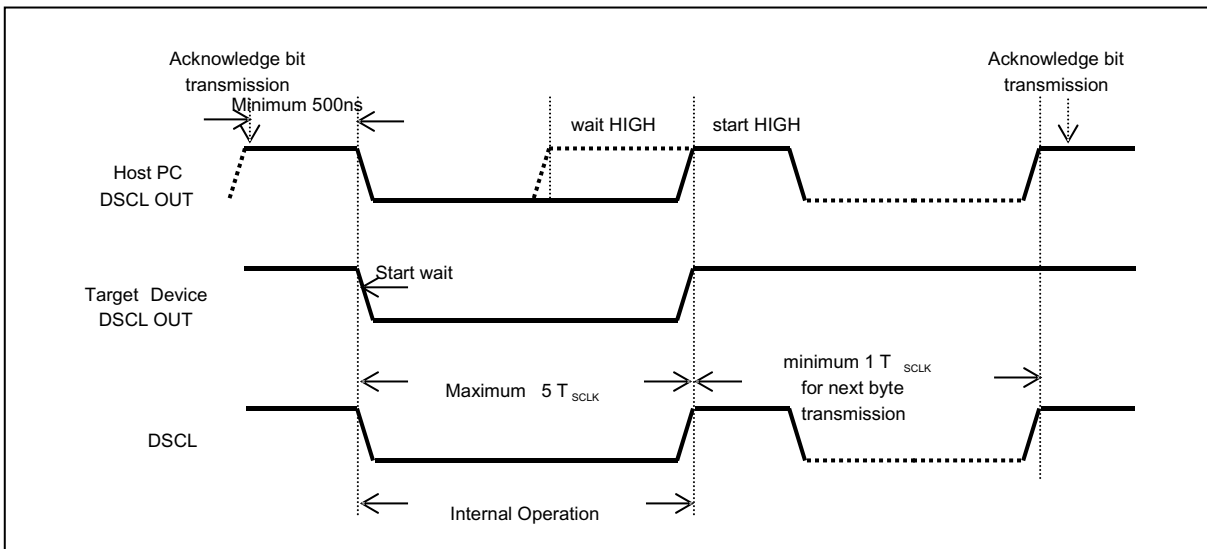 Acknowledge bit
transmission
Minimum 500ns
Acknowledge bit
transmission
wait HIGH
start HIGH
Host PC
DSCL OUT
Start wait
Target Device
DSCL OUT
Maximum 5 T SCLK
minimum 1 T SCLK
for next byte
transmission
DSCL
Internal Operation